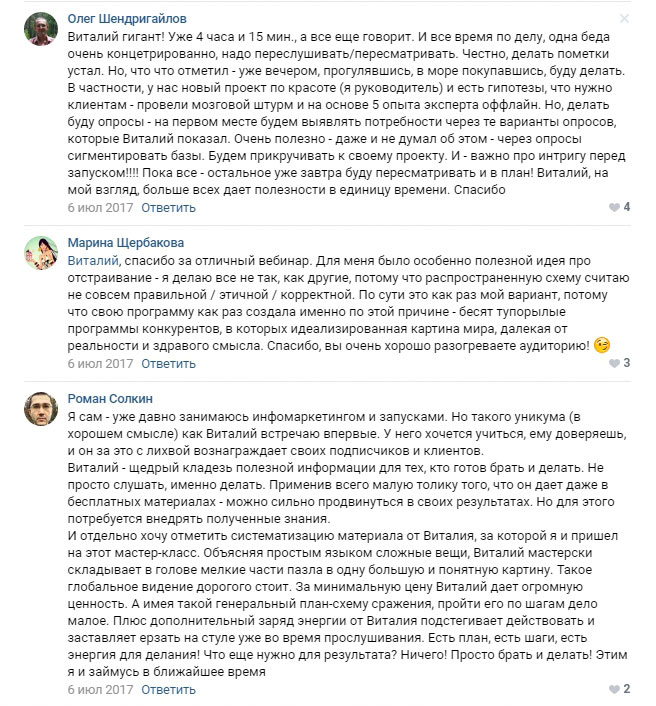 Олег Шендригайлов
Виталий гигант! Уже 4 часа и 15 мин., а все еще говорит. И все время по делу, одна беда
очень концетрированно, надо переслушивать/пересматривать. Честно, делать пометки
устал. Но, что что отметил - уже вечером, прогулявшись, в море покупавшись, буду делать.
В частности, у нас новый проект по красоте (я руководитель) и есть гипотезы, что нужно
клиентам - провели мозговой штурм и на основе 5 опыта эксперта оффлайн. Но, делать
буду опросы - на первом месте будем выявлять потребности через те варианты опросов,
которые Виталий показал. Очень полезно - даже и не думал об этом - через опросы
сигментировать базы. Будем прикручивать к своему проекту. И - важно про интригу перед
запуском!!!! Пока все - остальное уже завтра буду пересматривать и в план! Виталий, на
мой взгляд, больше всех дает полезности в единицу времени. Спасибо
6 июл 2017 Ответить 4
Марина Щербакова
Виталий, спасибо за отличный вебинар. Для меня было особенно полезной идея про
отстраивание - я делаю все не так, как другие, потому что распространенную схему считаю
не совсем правильной / этичной / корректной. По сути это как раз мой вариант, потому
что свою программу как раз создала именно по этой причине - бесят тупорылые
программы конкурентов, в которых идеализированная картина мира, далекая от
реальности и здравого смысла. Спасибо, вы очень хорошо разогреваете аудиторию!
6 июл 2017 Ответить 3
Роман Солкин
Я сам - уже давно занимаюсь инфомаркетингом и запусками. Но такого уникума (в
хорошем смысле) как Виталий встречаю впервые. У него хочется учиться, ему доверяешь,
и он за это с лихвой вознаграждает своих подписчиков и клиентов.
Виталий - щедрый кладезь полезной информации для тех, кто готов брать и делать. Не
просто слушать, именно делать. Применив всего малую толику того, что он дает даже в
бесплатных материалах - можно сильно продвинуться в своих результатах. Но для этого
потребуется внедрять полученные знания.
И отдельно хочу отметить систематизацию материала от Виталия, за которой я и пришел
на этот мастер-класс. Объясняя простым языком сложные вещи, Виталий мастерски
складывает в голове мелкие части пазла в одну большую и понятную картину. Такое
глобальное видение дорогого стоит. За минимальную цену Виталий дает огромную
ценность. А имея такой генеральный план-схему сражения, пройти его по шагам дело
малое. Плюс дополнительный заряд энергии от Виталия подстегивает действовать и
заставляет ерзать на стуле уже во время прослушивания. Есть план, есть шаги, есть
энергия для делания! Что еще нужно для результата? Ничего! Просто брать и делать! Этим
я и займусь в ближайшее время
6 июл 2017 Ответить 2